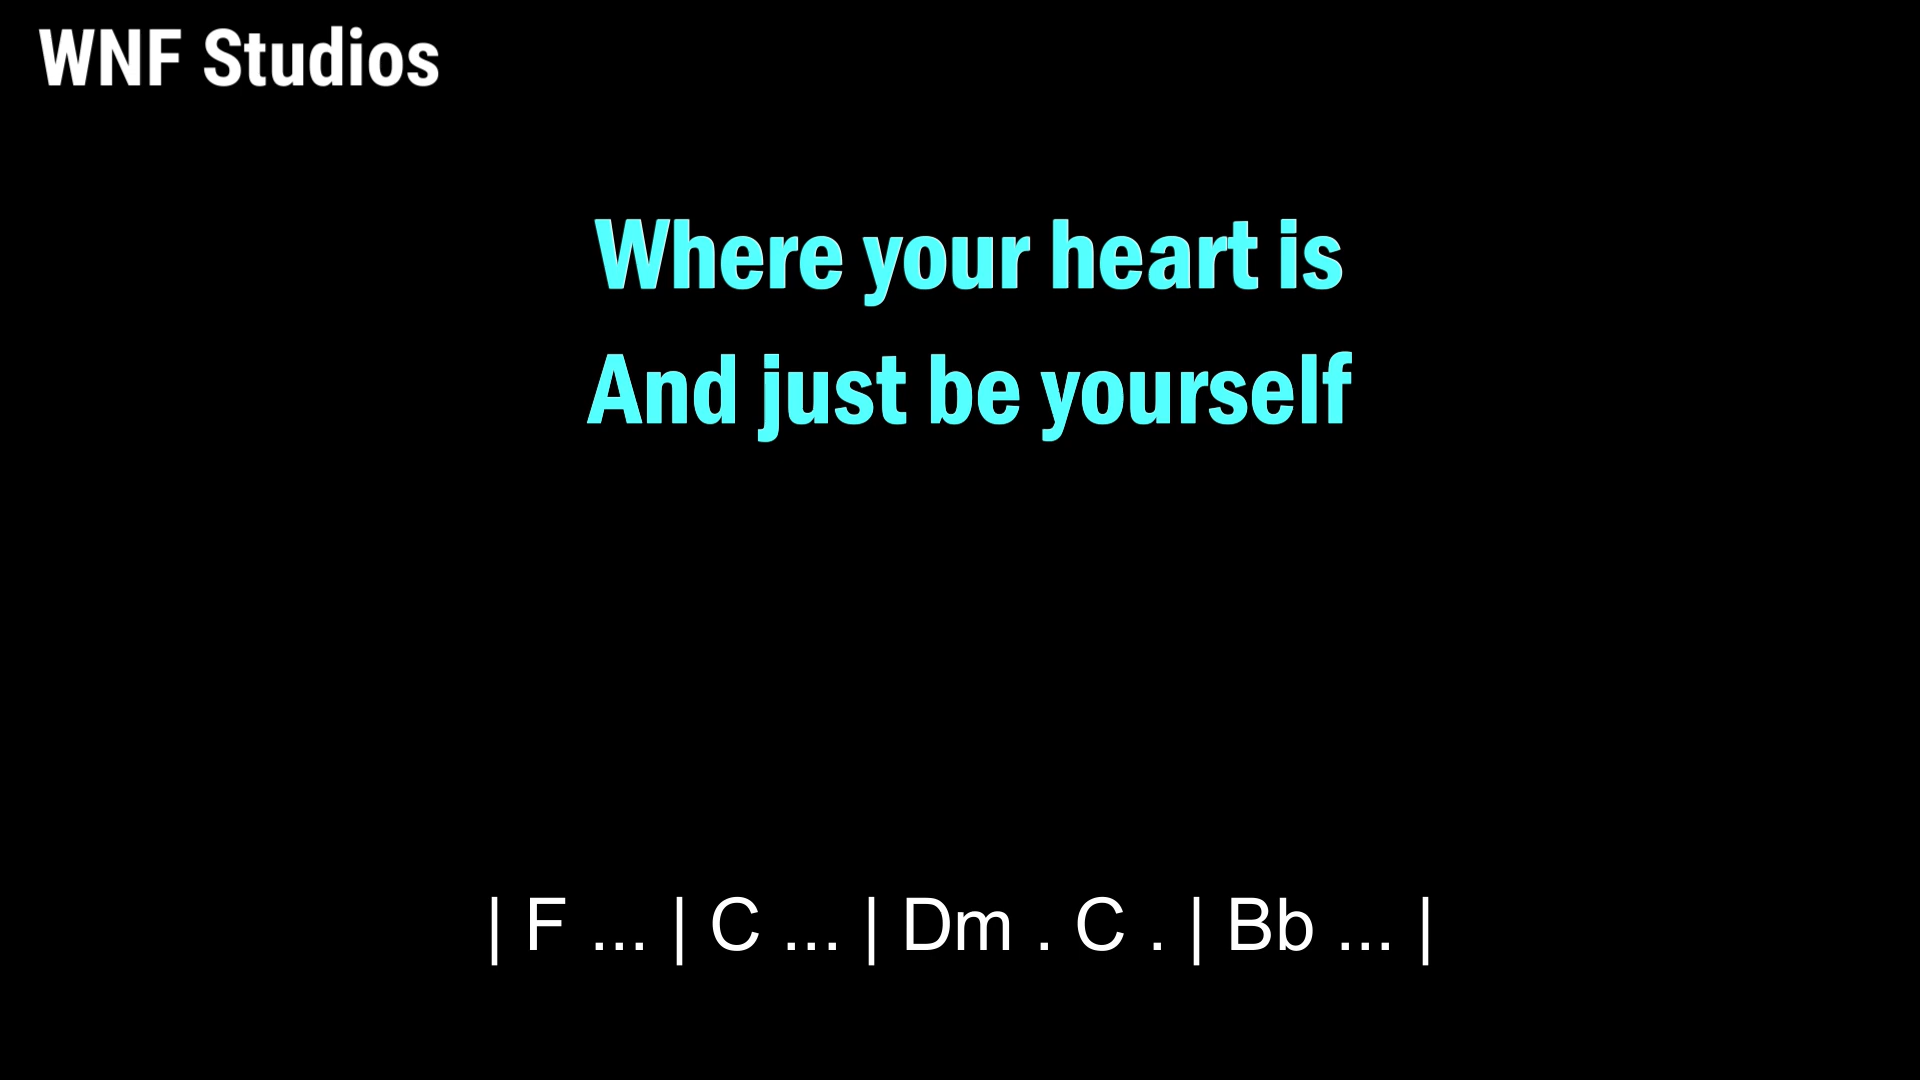 WNF Studios
Where your heart is
And just be yourself
| F ... | C ... | Dm . C . | Bb ... |